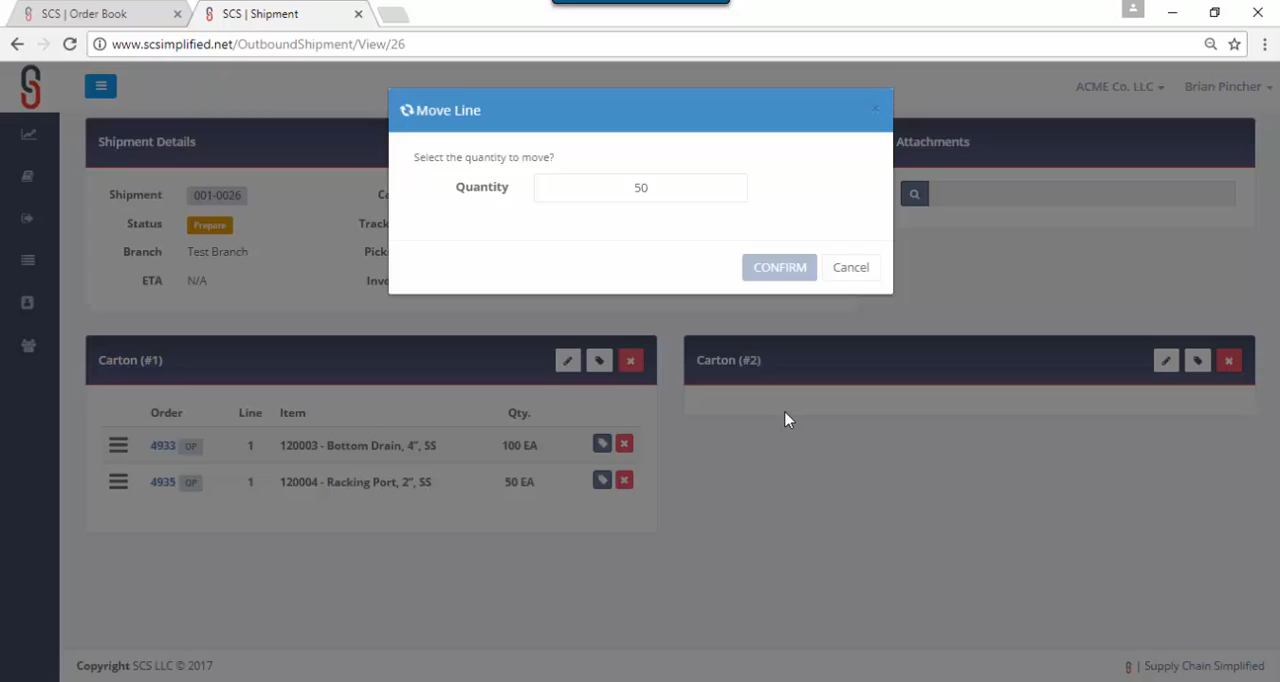 SCS | Order Book
SCS | Shipment
www.scsimplified.net/OutboundShipment/View/26
ACME Co. LLC
Brian Pincher
Move Line
Select the quantity to move?
Quantity 50
CONFIRM Cancel
Shipment Details
Shipment 001-0026
Status Prepare
Branch Test Branch
ETA N/A
Track
Pick
Inv
Attachments
Carton (#1)
Order Line Item Qty.
4933 OP 1 120003 - Bottom Drain, 4”, SS 100 EA
4935 OP 1 120004 - Racking Port, 2”, SS 50 EA
Carton (#2)
Copyright SCS LLC © 2017
| Supply Chain Simplified